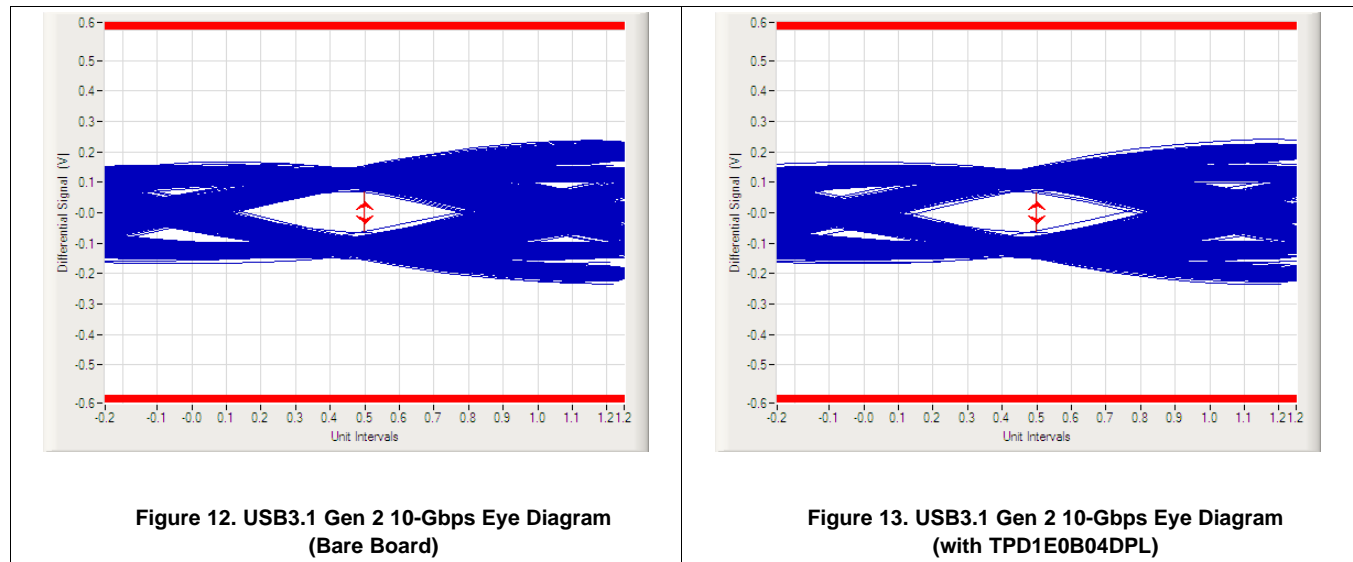 0.6-
0.5-
0.4-
0.3-
0.2-
0.1-
-0.0-
-0.1-
-0.2-
-0.3-
-0.4-
-0.5-
-0.6-
Differential Signal (V)
-0.2 -0.1 -0.0 0.1 0.2 0.3 0.4 0.5 0.6 0.7 0.8 0.9 1.0 1.1 1.2 1.2
Unit Intervals
Figure 12. USB3.1 Gen 2 10-Gbps Eye Diagram
(Bare Board)
0.6-
0.5-
0.4-
0.3-
0.2-
0.1-
-0.0-
-0.1-
-0.2-
-0.3-
-0.4-
-0.5-
-0.6-
Differential Signal (V)
-0.2 -0.1 -0.0 0.1 0.2 0.3 0.4 0.5 0.6 0.7 0.8 0.9 1.0 1.1 1.2 1.2
Unit Intervals
Figure 13. USB3.1 Gen 2 10-Gbps Eye Diagram
(with TPD1E0B04DPL)